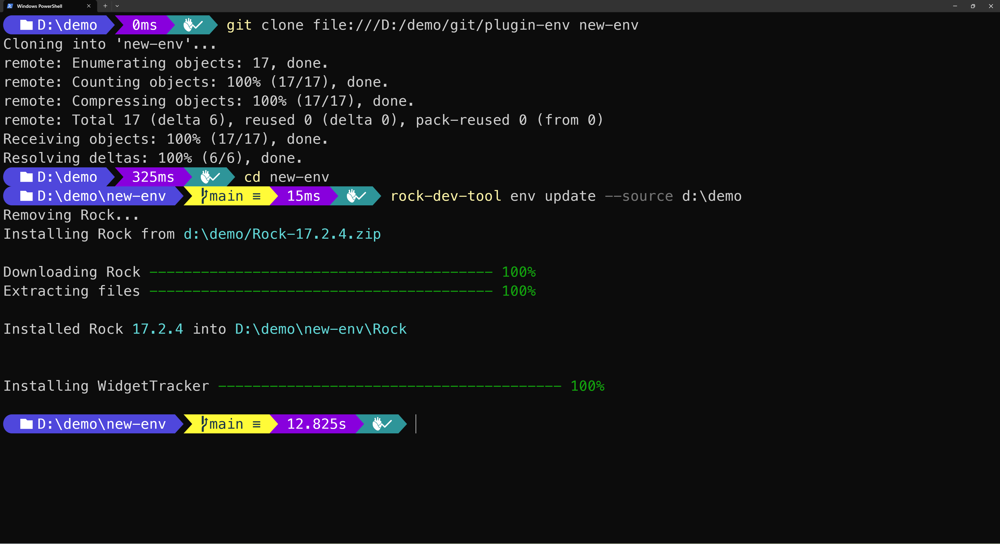 Windows PowerShell
D:\demo 0ms git clone file:///D:/demo/git/plugin-env new-env
Cloning into 'new-env'...
remote: Enumerating objects: 17, done.
remote: Counting objects: 100% (17/17), done.
remote: Compressing objects: 100% (17/17), done.
remote: Total 17 (delta 6), reused 0 (delta 0), pack-reused 0 (from 0)
Receiving objects: 100% (17/17), done.
Resolving deltas: 100% (6/6), done.
D:\demo 325ms cd new-env
D:\demo\new-env main ≡ 15ms rock-dev-tool env update --source d:\demo
Removing Rock...
Installing Rock from d:\demo/Rock-17.2.4.zip
Downloading Rock ---------------------------------------- 100%
Extracting files ---------------------------------------- 100%
Installed Rock 17.2.4 into D:\demo\new-env\Rock
Installing WidgetTracker ---------------------------------------- 100%
D:\demo\new-env main ≡ 12.825s